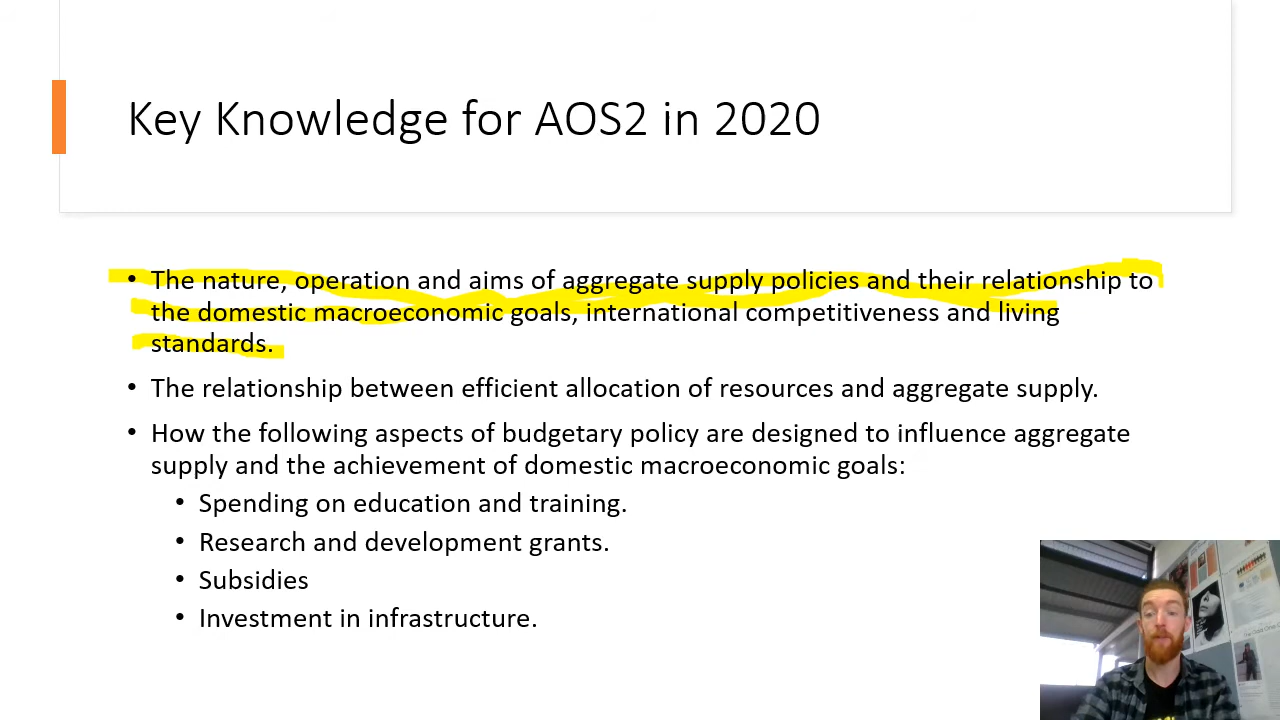 Key Knowledge for AOS2 in 2020
• The nature, operation and aims of aggregate supply policies and their relationship to
the domestic macroeconomic goals, international competitiveness and living
standards.
• The relationship between efficient allocation of resources and aggregate supply.
• How the following aspects of budgetary policy are designed to influence aggregate
supply and the achievement of domestic macroeconomic goals:
• Spending on education and training.
• Research and development grants.
• Subsidies
• Investment in infrastructure.